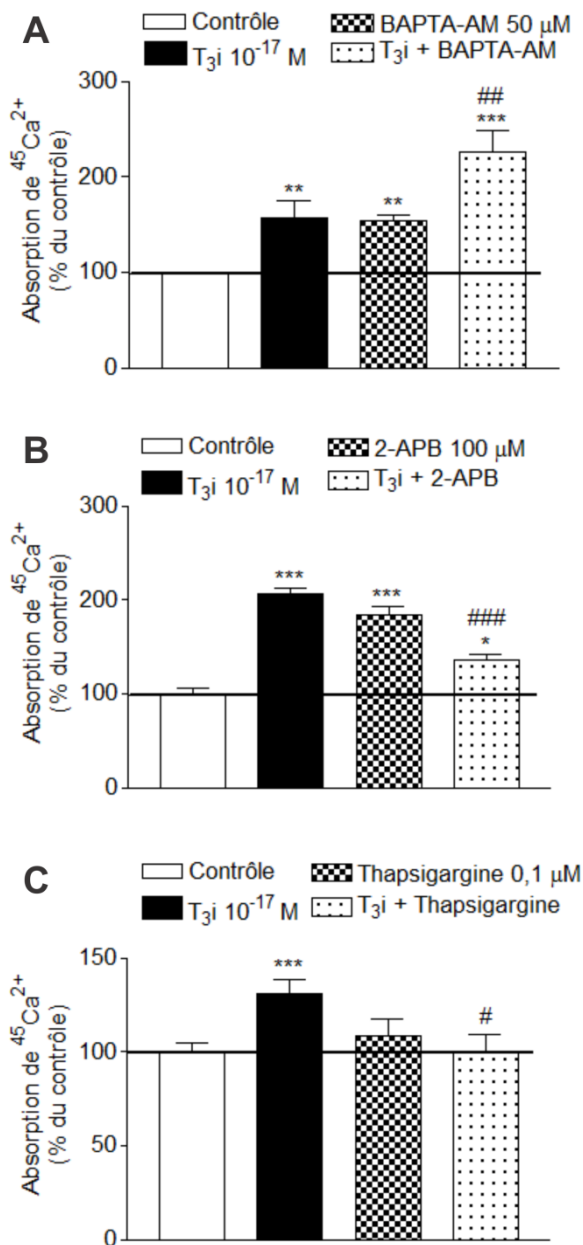 A
Contrôle
BAPTA-AM 50 µM
T₃i 10⁻¹⁷ M
T₃i + BAPTA-AM
Absorption de ⁴⁵Ca²⁺
(% du contrôle)
300
200
100
0
**
**
##
***
B
Contrôle
2-APB 100 µM
T₃i 10⁻¹⁷ M
T₃i + 2-APB
Absorption de ⁴⁵Ca²⁺
(% du contrôle)
300
200
100
0
***
***
###
*
C
Contrôle
Thapsigargine 0,1 µM
T₃i 10⁻¹⁷ M
T₃i + Thapsigargine
Absorption de ⁴⁵Ca²⁺
(% du contrôle)
150
100
50
0
***
#